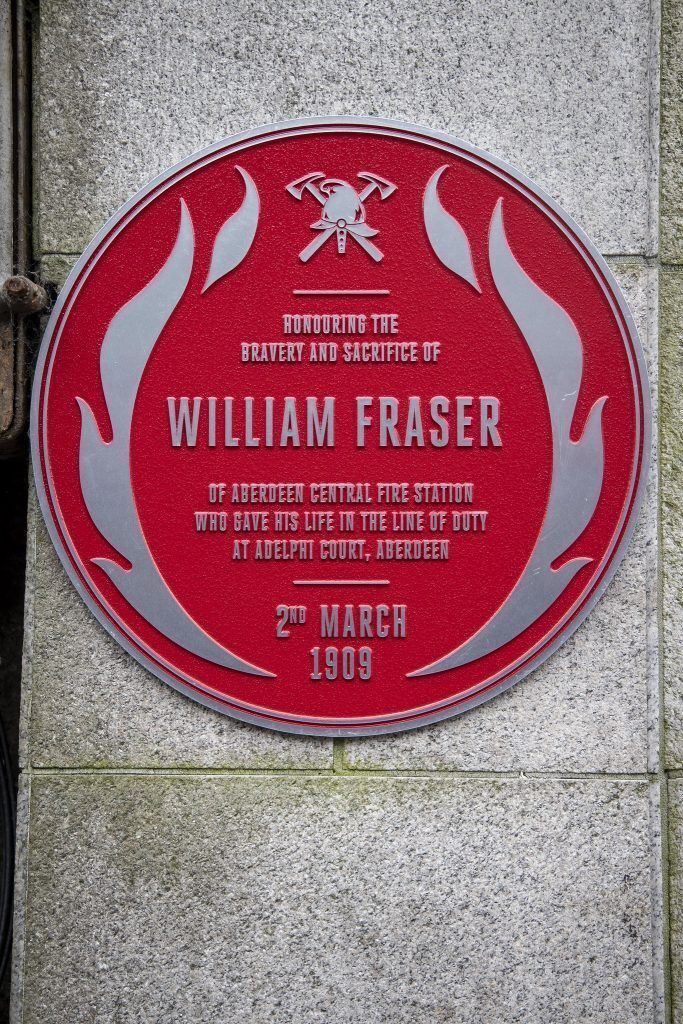 HONOURING THE
BRAVERY AND SACRIFICE OF
WILLIAM FRASER
OF ABERDEEN CENTRAL FIRE STATION
WHO GAVE HIS LIFE IN THE LINE OF DUTY
AT ADELPHI COURT, ABERDEEN
2ND MARCH
1909